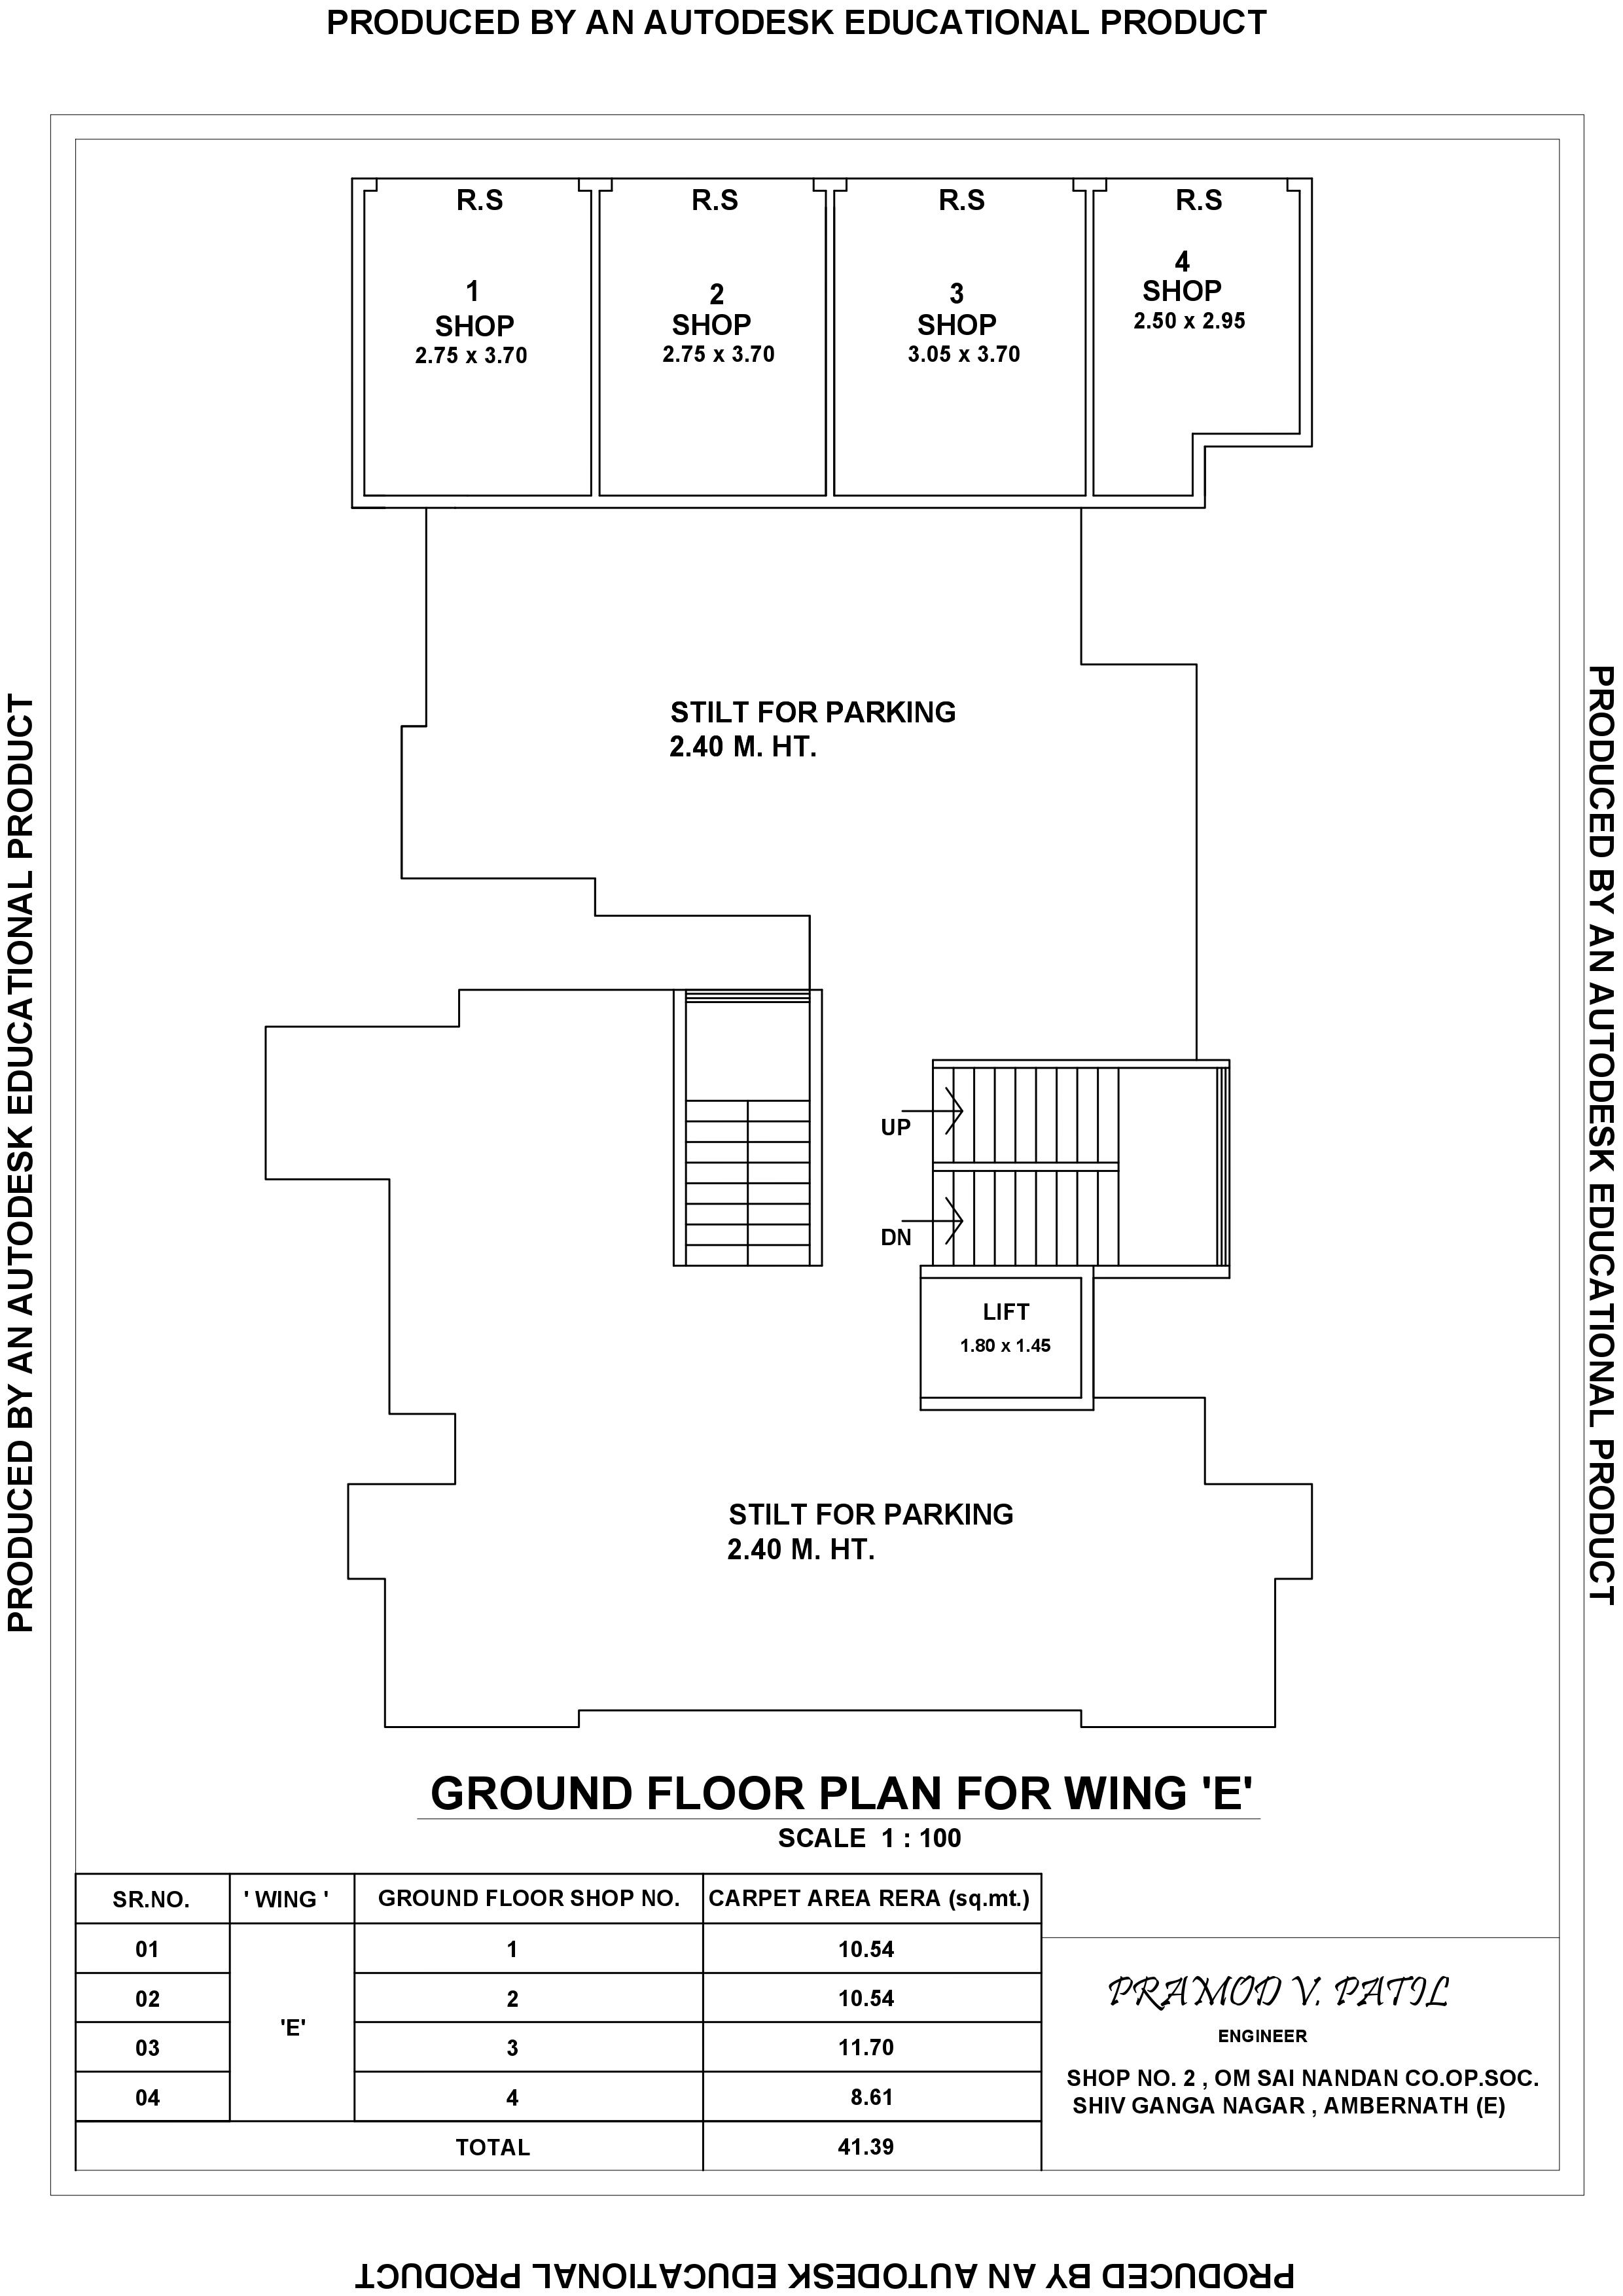 PRODUCED BY AN AUTODESK EDUCATIONAL PRODUCT
R.S
R.S
R.S
R.S
1
SHOP
2.75 x 3.70
2
SHOP
2.75 x 3.70
3
SHOP
3.05 x 3.70
4
SHOP
2.50 x 2.95
STILT FOR PARKING
2.40 M. HT.
PRODUCED BY AN AUTODESK EDUCATIONAL PRODUCT
PRODUCED BY AN AUTODESK EDUCATIONAL PRODUCT
UP
DN
LIFT
1.80 x 1.45
STILT FOR PARKING
2.40 M. HT.
GROUND FLOOR PLAN FOR WING 'E'
SCALE 1 : 100
SR.NO. ' WING ' GROUND FLOOR SHOP NO. CARPET AREA RERA (sq.mt.)
01 1 10.54
02 2 10.54
'E'
03 3 11.70
04 4 8.61
TOTAL 41.39
PRAMOD V. PATIL
ENGINEER
SHOP NO. 2 , OM SAI NANDAN CO.OP.SOC.
SHIV GANGA NAGAR , AMBERNATH (E)
PRODUCED BY AN AUTODESK EDUCATIONAL PRODUCT